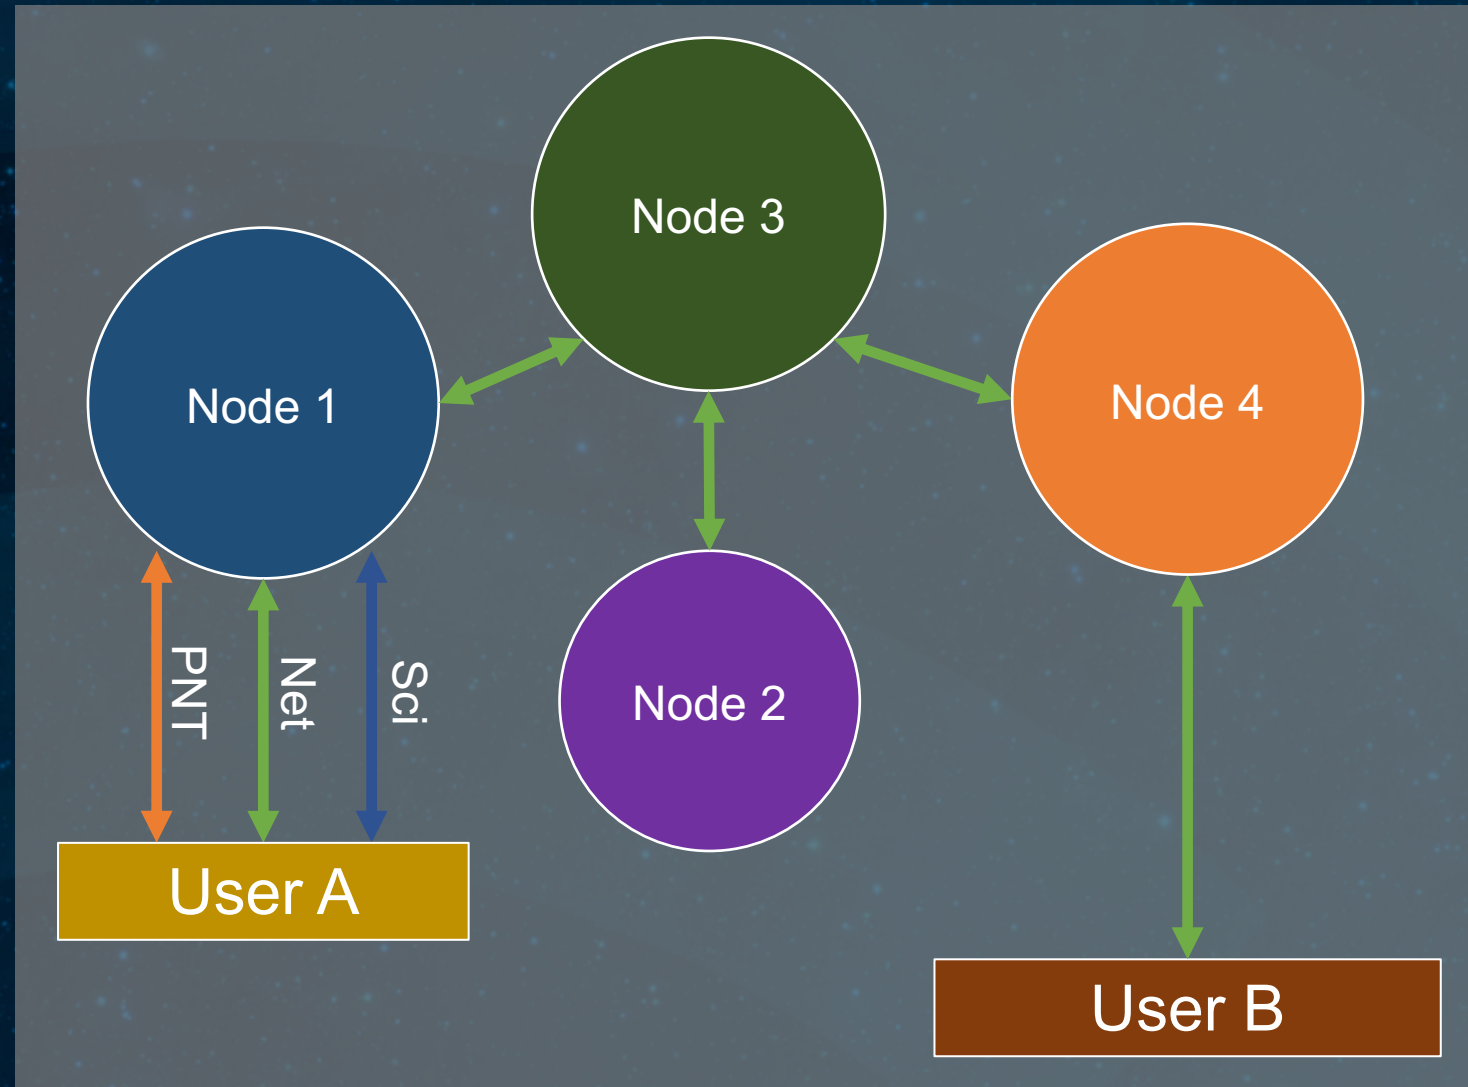 Node 3
Node 1
Node 4
PNT
Net
Sci
Node 2
User A
User B